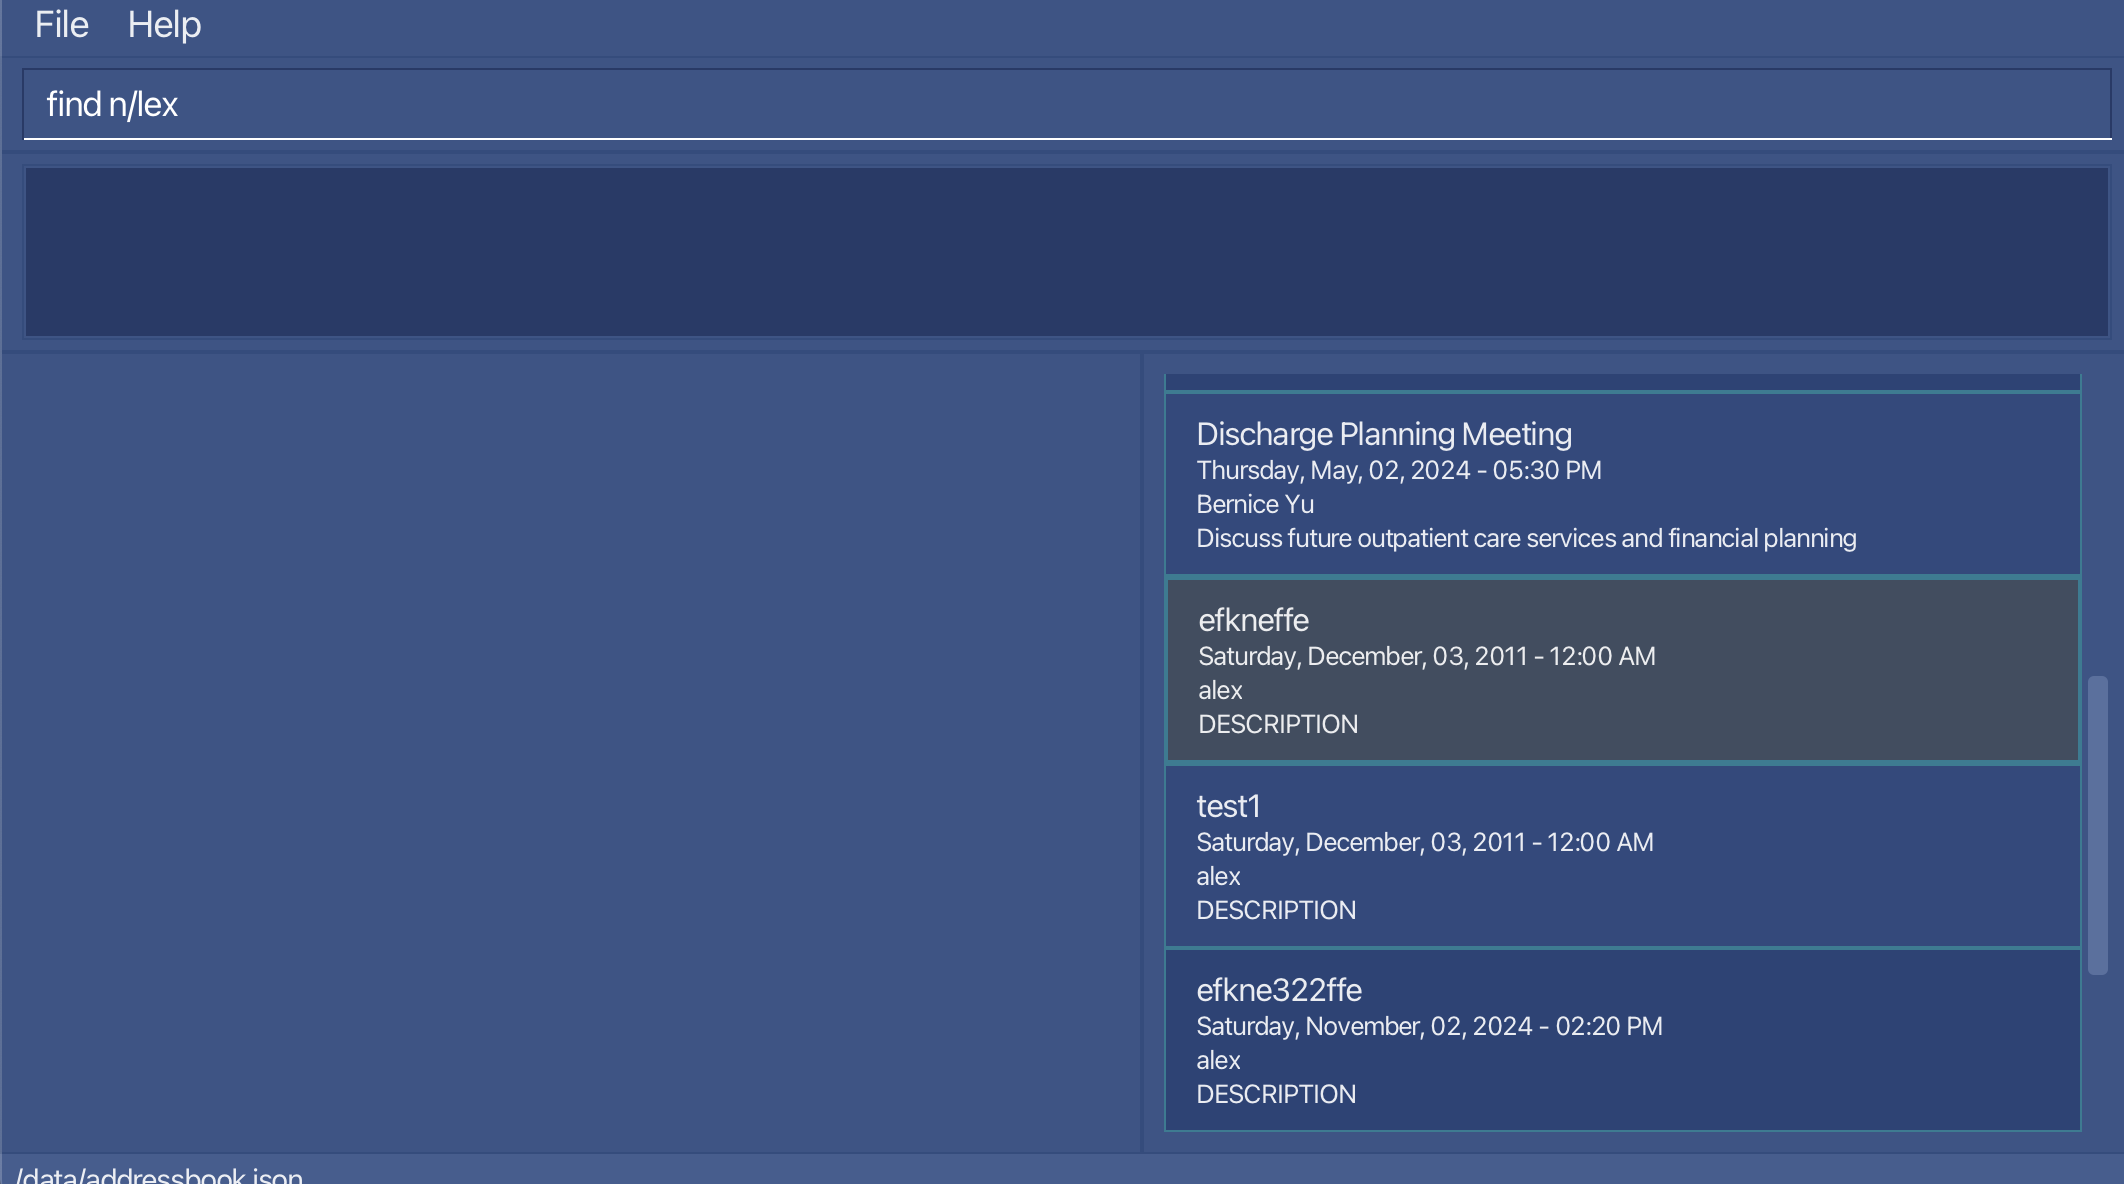 File Help
find n/lex
Discharge Planning Meeting
Thursday, May, 02, 2024 - 05:30 PM
Bernice Yu
Discuss future outpatient care services and financial planning
efkneffe
Saturday, December, 03, 2011 - 12:00 AM
alex
DESCRIPTION
test1
Saturday, December, 03, 2011 - 12:00 AM
alex
DESCRIPTION
efkne322ffe
Saturday, November, 02, 2024 - 02:20 PM
alex
DESCRIPTION
/data/addressbook.json